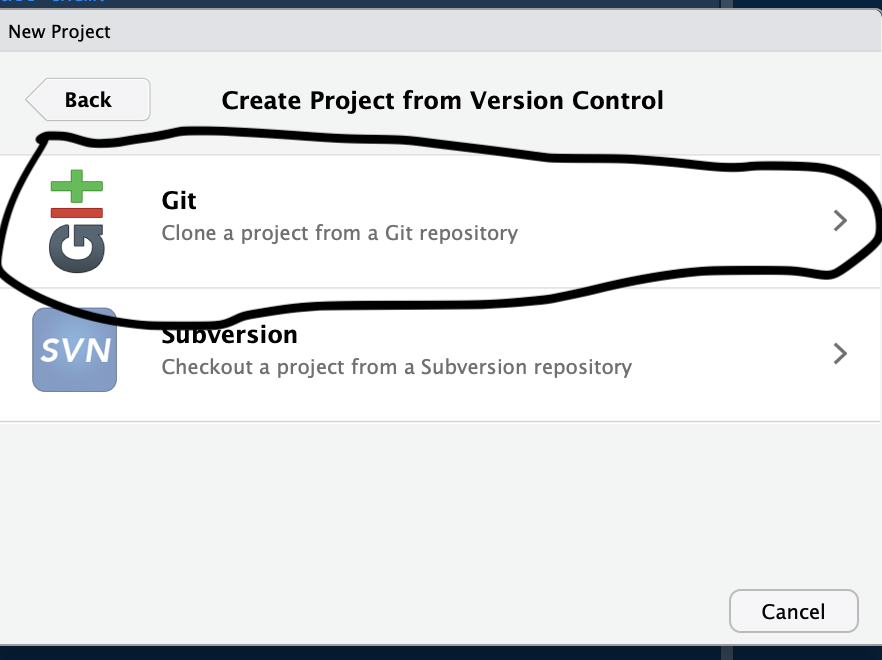 New Project
Back
Create Project from Version Control
GIT
Git
Clone a project from a Git repository
SVN
Subversion
Checkout a project from a Subversion repository
Cancel